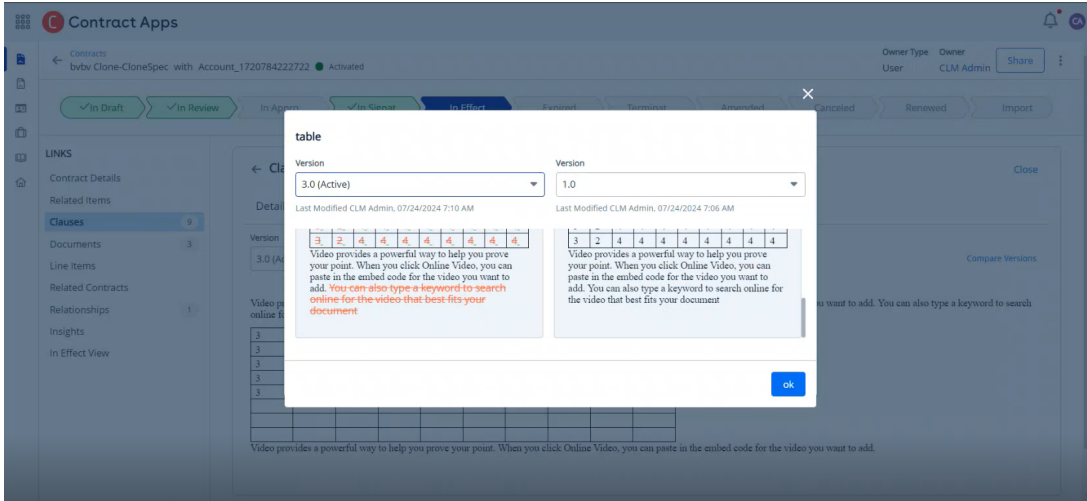 Contract Apps
CA
Contracts
bvbv Clone-CloneSpec with Account_1720784222722 Activated
Owner Type Owner
User CLM Admin
Share
In Draft In Review In Appro In Signat In Effect Expired Terminat Amended Canceled Renewed Import
LINKS
Contract Details
Related Items
Clauses 9
Documents 3
Line Items
Related Contracts
Relationships 1
Insights
In Effect View
Cla
Close
Detai
Version
3.0 (Ac
Compare Versions
table
Version Version
3.0 (Active) 1.0
Last Modified CLM Admin, 07/24/2024 7:10 AM Last Modified CLM Admin, 07/24/2024 7:06 AM
3 2 4 4 4 4 4 4 4
Video provides a powerful way to help you prove
your point. When you click Online Video, you can
paste in the embed code for the video you want to
add. You can also type a keyword to search
online for the video that best fits your
document
3 2 4 4 4 4 4 4 4
Video provides a powerful way to help you prove
your point. When you click Online Video, you can
paste in the embed code for the video you want to
add. You can also type a keyword to search online for
the video that best fits your document
ok
Video p
online f
u want to add. You can also type a keyword to search
3
3
3
3
3
Video provides a powerful way to help you prove your point. When you click Online Video, you can paste in the embed code for the video you want to add.